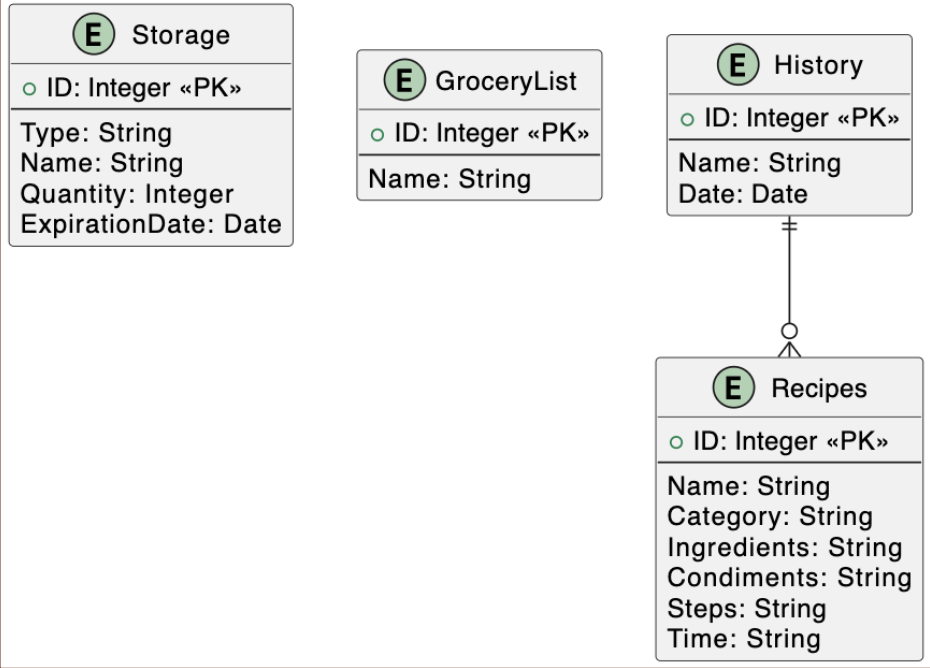 E Storage
ID: Integer «PK»
Type: String
Name: String
Quantity: Integer
ExpirationDate: Date
E GroceryList
ID: Integer «PK»
Name: String
E History
ID: Integer «PK»
Name: String
Date: Date
E Recipes
ID: Integer «PK»
Name: String
Category: String
Ingredients: String
Condiments: String
Steps: String
Time: String